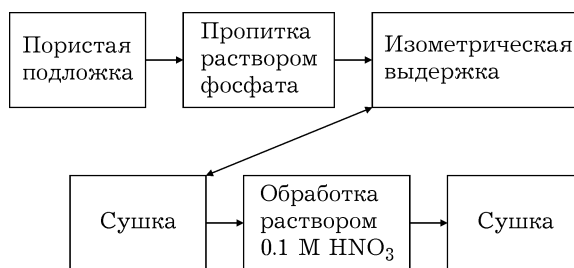 Пористая
подложка
Пропитка
раствором
фосфата
Изометрическая
выдержка
Сушка
Обработка
раствором
0.1 М HNO₃
Сушка